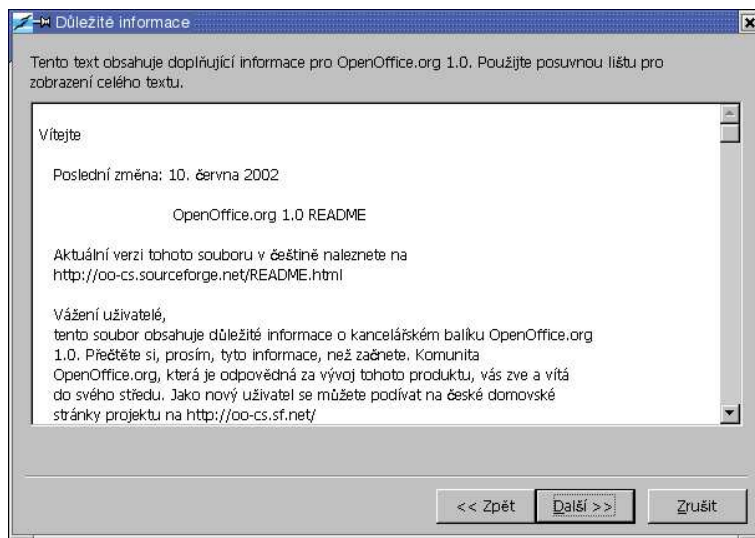 Důležité informace
Tento text obsahuje doplňující informace pro OpenOffice.org 1.0. Použijte posuvnou lištu pro
zobrazení celého textu.
Vítejte
Poslední změna: 10. června 2002
OpenOffice.org 1.0 README
Aktuální verzi tohoto souboru v češtině naleznete na
http://oo-cs.sourceforge.net/README.html
Vážení uživatelé,
tento soubor obsahuje důležité informace o kancelářském balíku OpenOffice.org
1.0. Přečtěte si, prosím, tyto informace, než začnete. Komunita
OpenOffice.org, která je odpovědná za vývoj tohoto produktu, vás zve a vítá
do svého středu. Jako nový uživatel se můžete podívat na české domovské
stránky projektu na http://oo-cs.sf.net/
<< Zpět
Další >>
Zrušit